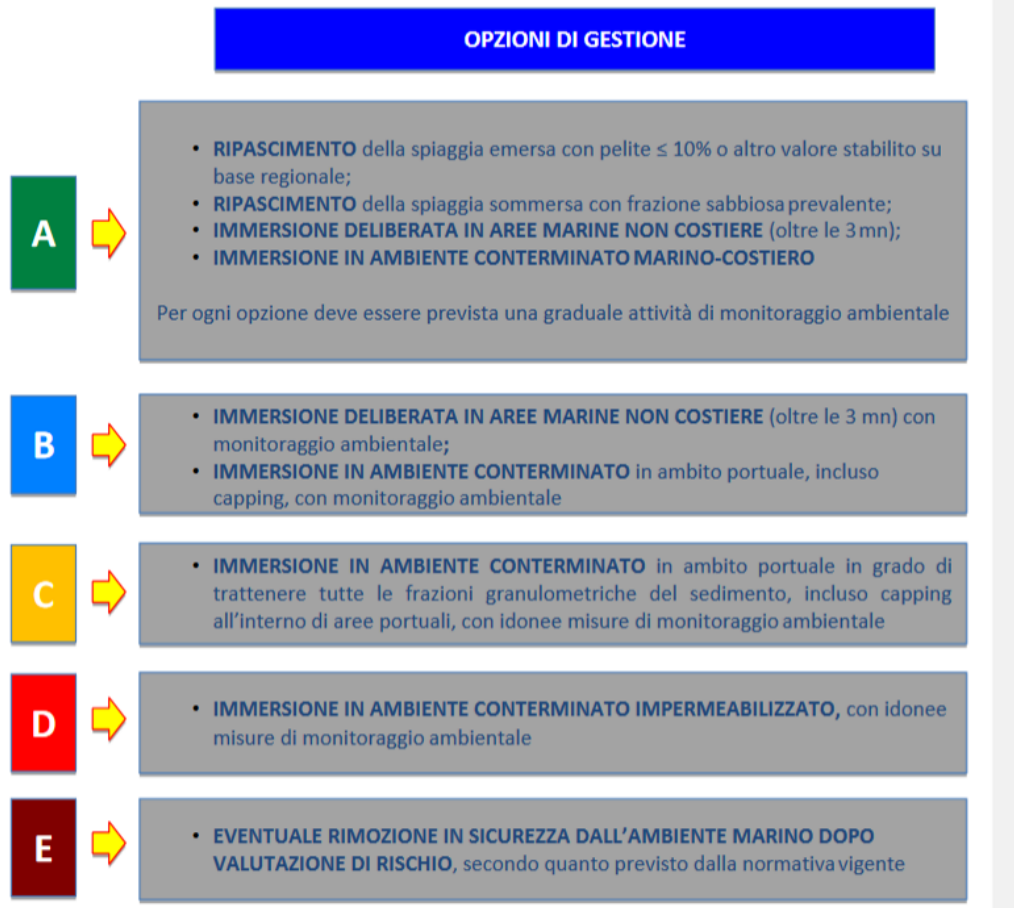 OPZIONI DI GESTIONE
A
• RIPASCIMENTO della spiaggia emersa con pelite ≤ 10% o altro valore stabilito su
base regionale;
• RIPASCIMENTO della spiaggia sommersa con frazione sabbiosa prevalente;
• IMMERSIONE DELIBERATA IN AREE MARINE NON COSTIERE (oltre le 3 mn);
• IMMERSIONE IN AMBIENTE CONTERMINATO MARINO-COSTIERO
Per ogni opzione deve essere prevista una graduale attività di monitoraggio ambientale
B
• IMMERSIONE DELIBERATA IN AREE MARINE NON COSTIERE (oltre le 3 mn) con
monitoraggio ambientale;
• IMMERSIONE IN AMBIENTE CONTERMINATO in ambito portuale, incluso
capping, con monitoraggio ambientale
C
• IMMERSIONE IN AMBIENTE CONTERMINATO in ambito portuale in grado di
trattenere tutte le frazioni granulometriche del sedimento, incluso capping
all’interno di aree portuali, con idonee misure di monitoraggio ambientale
D
• IMMERSIONE IN AMBIENTE CONTERMINATO IMPERMEABILIZZATO, con idonee
misure di monitoraggio ambientale
E
• EVENTUALE RIMOZIONE IN SICUREZZA DALL’AMBIENTE MARINO DOPO
VALUTAZIONE DI RISCHIO, secondo quanto previsto dalla normativa vigente